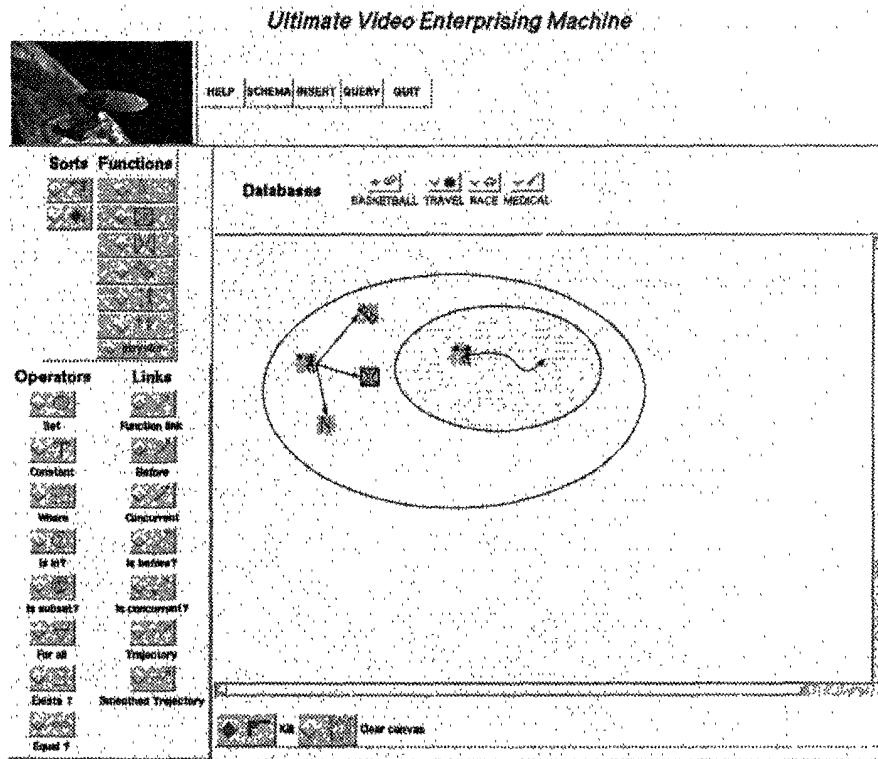 Ultimate Video Enterprising Machine
HELP SCHEMA INSERT QUERY QUIT
Sorts Functions
Databases
BASKETBALL TRAVEL RACE MEDICAL
N
Operators Links
Set Function link
Constant Before
Where Concurrent
Is in? Is before?
Is subset? Is concurrent?
For all Trajectory
Exists ? Smoothed Trajectory
Equal ?
Kill Clear canvas